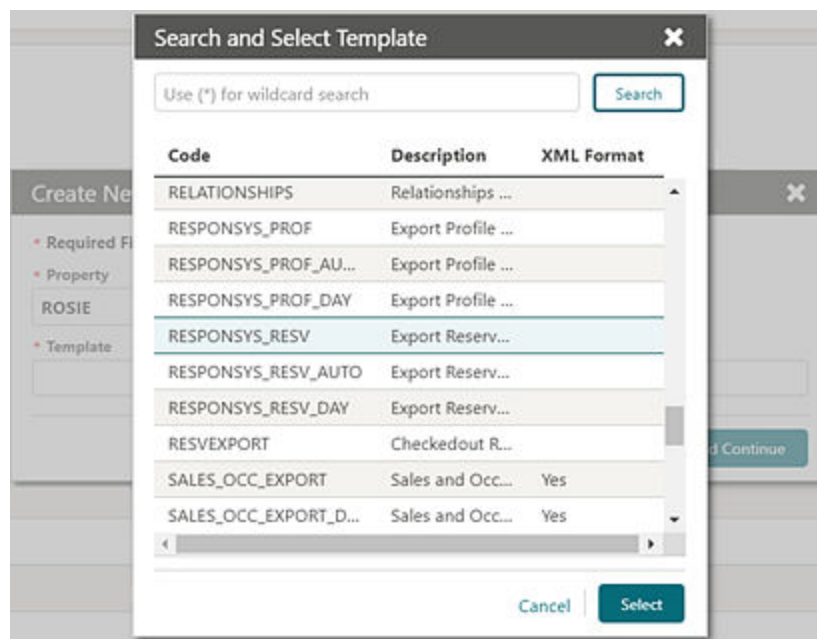 Search and Select Template
Use (*) for wildcard search
Search
Code Description XML Format
RELATIONSHIPS Relationships ...
RESPONSYS_PROF Export Profile ...
RESPONSYS_PROF_AU... Export Profile ...
RESPONSYS_PROF_DAY Export Profile ...
RESPONSYS_RESV Export Reserv...
RESPONSYS_RESV_AUTO Export Reserv...
RESPONSYS_RESV_DAY Export Reserv...
RESVEXPORT Checkedout R...
SALES_OCC_EXPORT Sales and Occ... Yes
SALES_OCC_EXPORT_D... Sales and Occ... Yes
Cancel Select
Create Ne
* Required Fi
* Property
ROSIE
* Template
d Continue